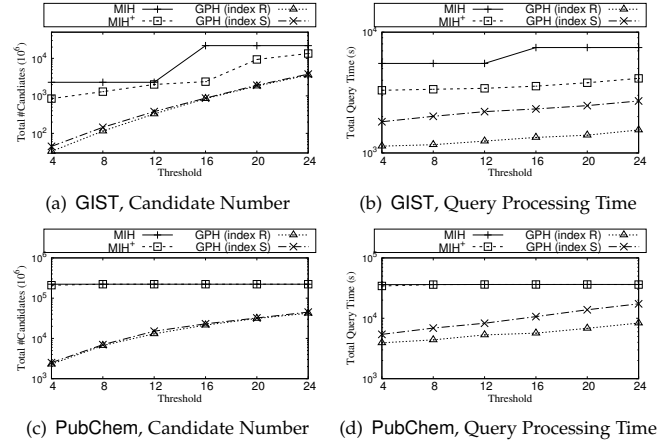 MIH GPH (index R)
MIH+ GPH (index S)
Total #Candiates (10^6)
10^4
10^3
10^2
4 8 12 16 20 24
Threshold
(a) GIST, Candidate Number
MIH GPH (index R)
MIH+ GPH (index S)
Total Query Time (s)
10^4
10^3
4 8 12 16 20 24
Threshold
(b) GIST, Query Processing Time
MIH GPH (index R)
MIH+ GPH (index S)
Total #Candidates (10^6)
10^6
10^5
10^4
10^3
4 8 12 16 20 24
Threshold
(c) PubChem, Candidate Number
MIH GPH (index R)
MIH+ GPH (index S)
Total Query Time (s)
10^5
10^4
10^3
4 8 12 16 20 24
Threshold
(d) PubChem, Query Processing Time